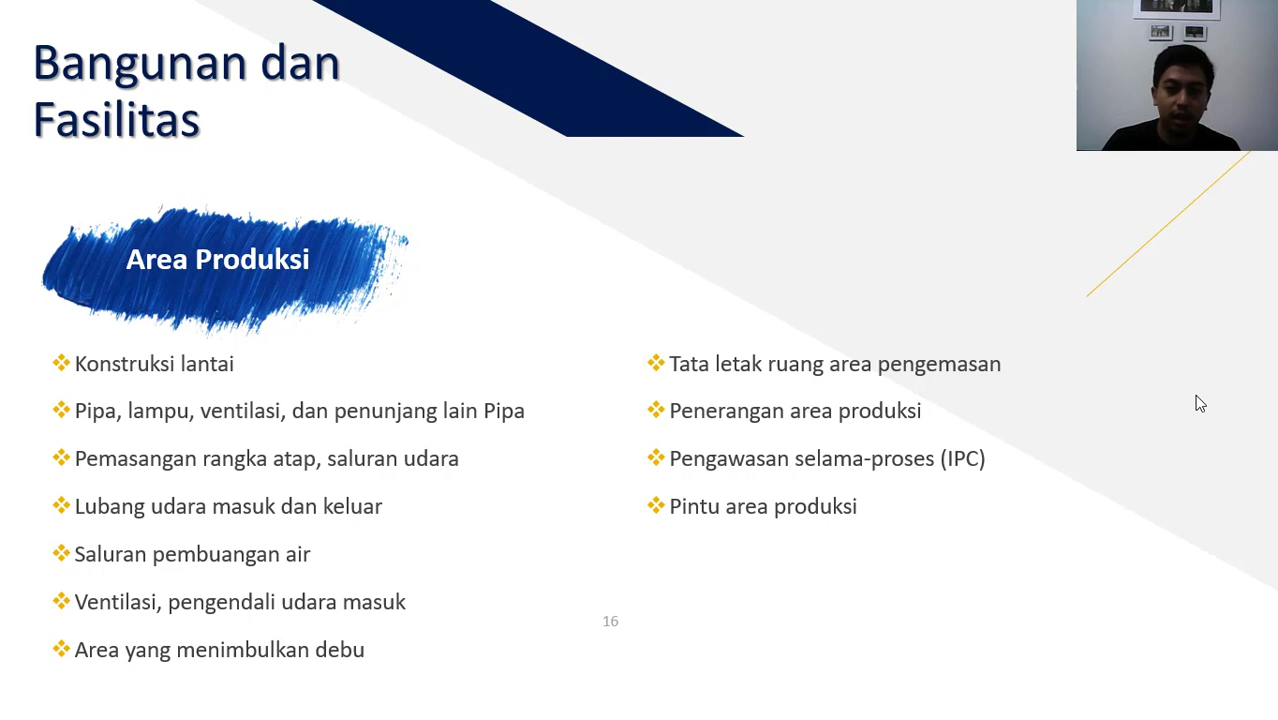 Bangunan dan
Fasilitas
Area Produksi
Konstruksi lantai
Pipa, lampu, ventilasi, dan penunjang lain Pipa
Pemasangan rangka atap, saluran udara
Lubang udara masuk dan keluar
Saluran pembuangan air
Ventilasi, pengendali udara masuk
Area yang menimbulkan debu
Tata letak ruang area pengemasan
Penerangan area produksi
Pengawasan selama-proses (IPC)
Pintu area produksi
16